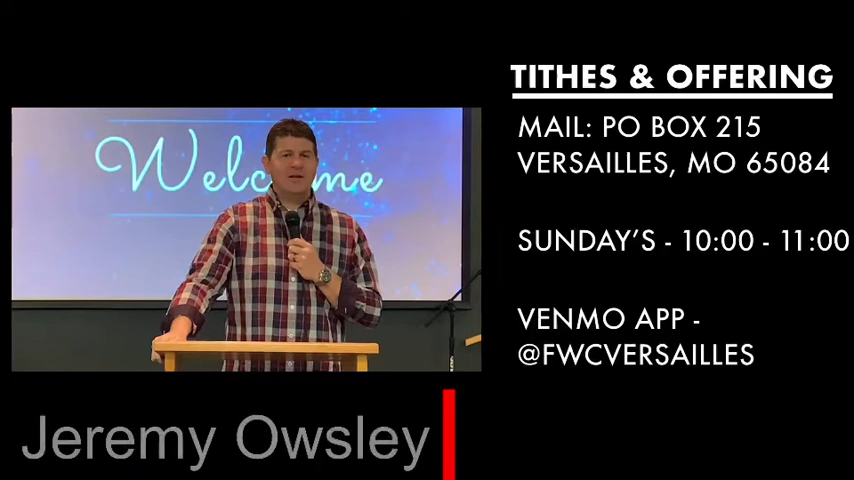 Welcome
TITHES & OFFERING
MAIL: PO BOX 215
VERSAILLES, MO 65084
SUNDAY'S - 10:00 - 11:00
VENMO APP -
@FWCVERSAILLES
Jeremy Owsley